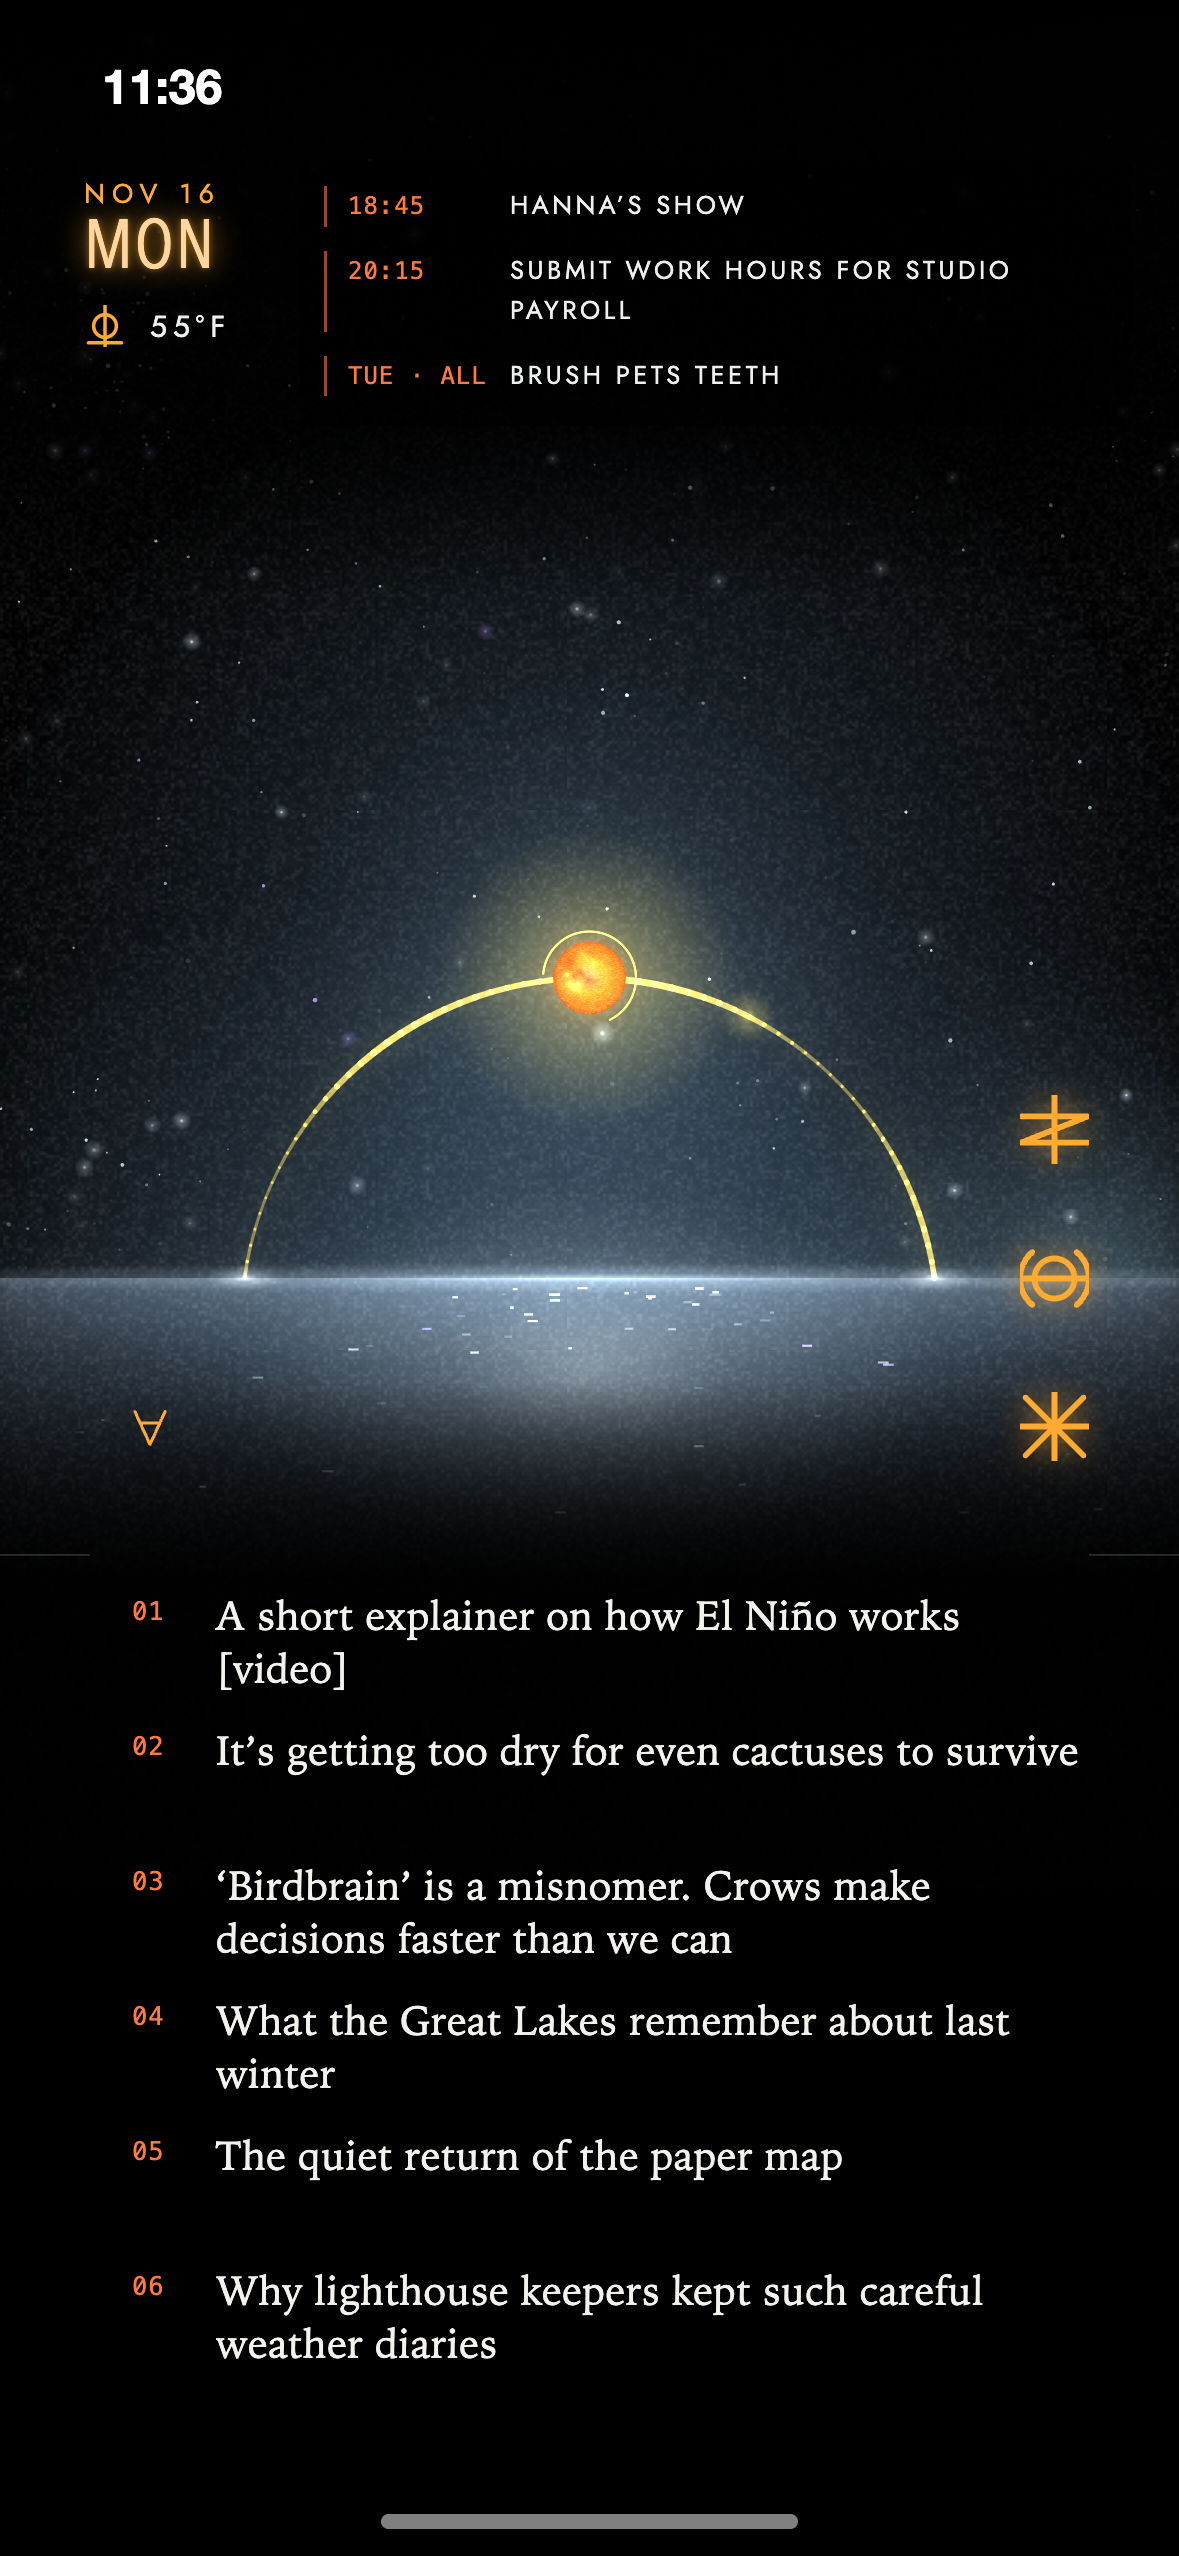 11:36
NOV 16
MON
55°F
18:45 HANNA’S SHOW
20:15 SUBMIT WORK HOURS FOR STUDIO
PAYROLL
TUE · ALL BRUSH PETS TEETH
01 A short explainer on how El Niño works
[video]
02 It’s getting too dry for even cactuses to survive
03 ‘Birdbrain’ is a misnomer. Crows make
decisions faster than we can
04 What the Great Lakes remember about last
winter
05 The quiet return of the paper map
06 Why lighthouse keepers kept such careful
weather diaries